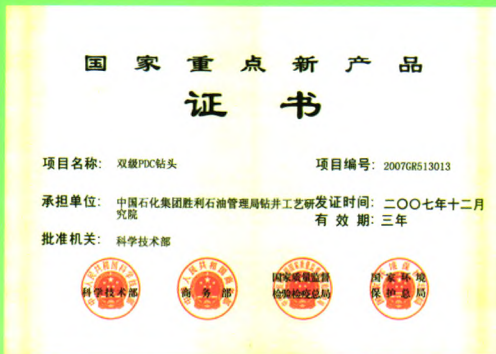 国家重点新产品
证书
项目名称: 双级PDC钻头 项目编号: 2007GR513013
承担单位: 中国石化集团胜利石油管理局钻井工艺研究院 发证时间: 二〇〇七年十二月
有效期: 三年
批准机关: 科学技术部
科学技术部 商务部 国家质量监督检验检疫总局 国家环境保护总局